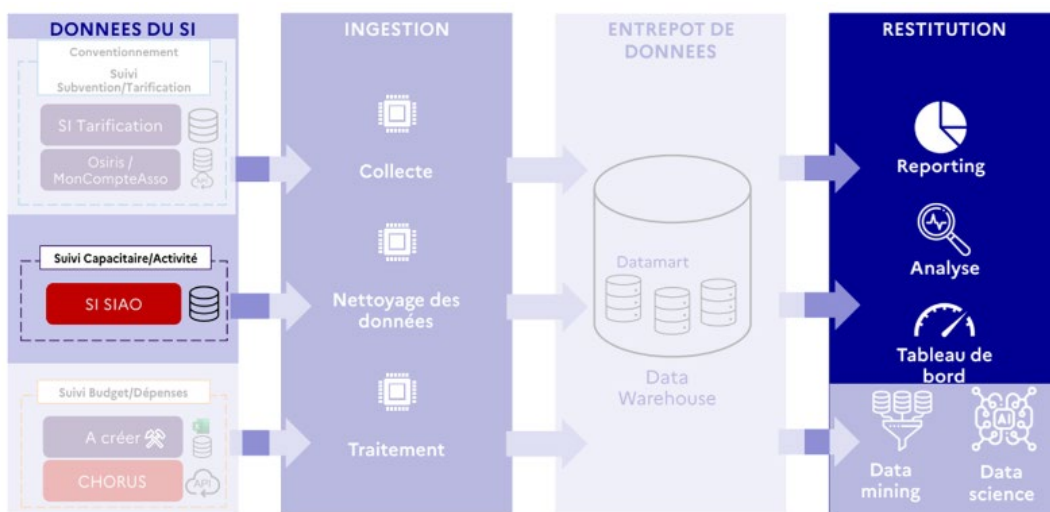 DONNEES DU SI
Conventionnement
Suivi
Subvention/Tarification
SI Tarification
Osiris /
MonCompteAsso
API
Suivi Capacitaire/Activité
SI SIAO
Suivi Budget/Dépenses
A créer
CHORUS
API
INGESTION
Collecte
Nettoyage des
données
Traitement
ENTREPOT DE
DONNEES
Datamart
Data
Warehouse
RESTITUTION
Reporting
Analyse
Tableau de
bord
AI
Data
mining
Data
science